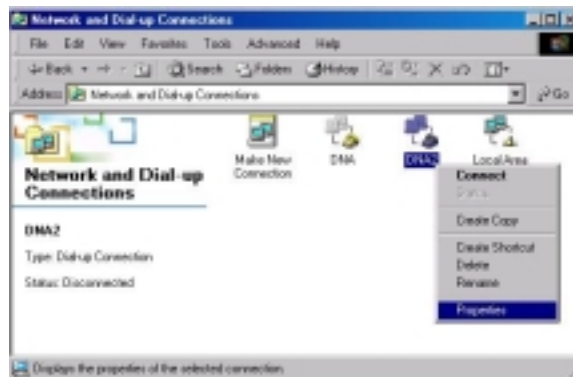 Network and Dial-up Connections
File Edit View Favorites Tools Advanced Help
Back Search Folders History
Address Network and Dial-up Connections Go
Network and Dial-up
Connections
DNA2
Type: Dial-up Connection
Status: Disconnected
Make New
Connection
DNA
DNA2
Local Area
Connect
Status
Create Copy
Create Shortcut
Delete
Rename
Properties
Displays the properties of the selected connection.